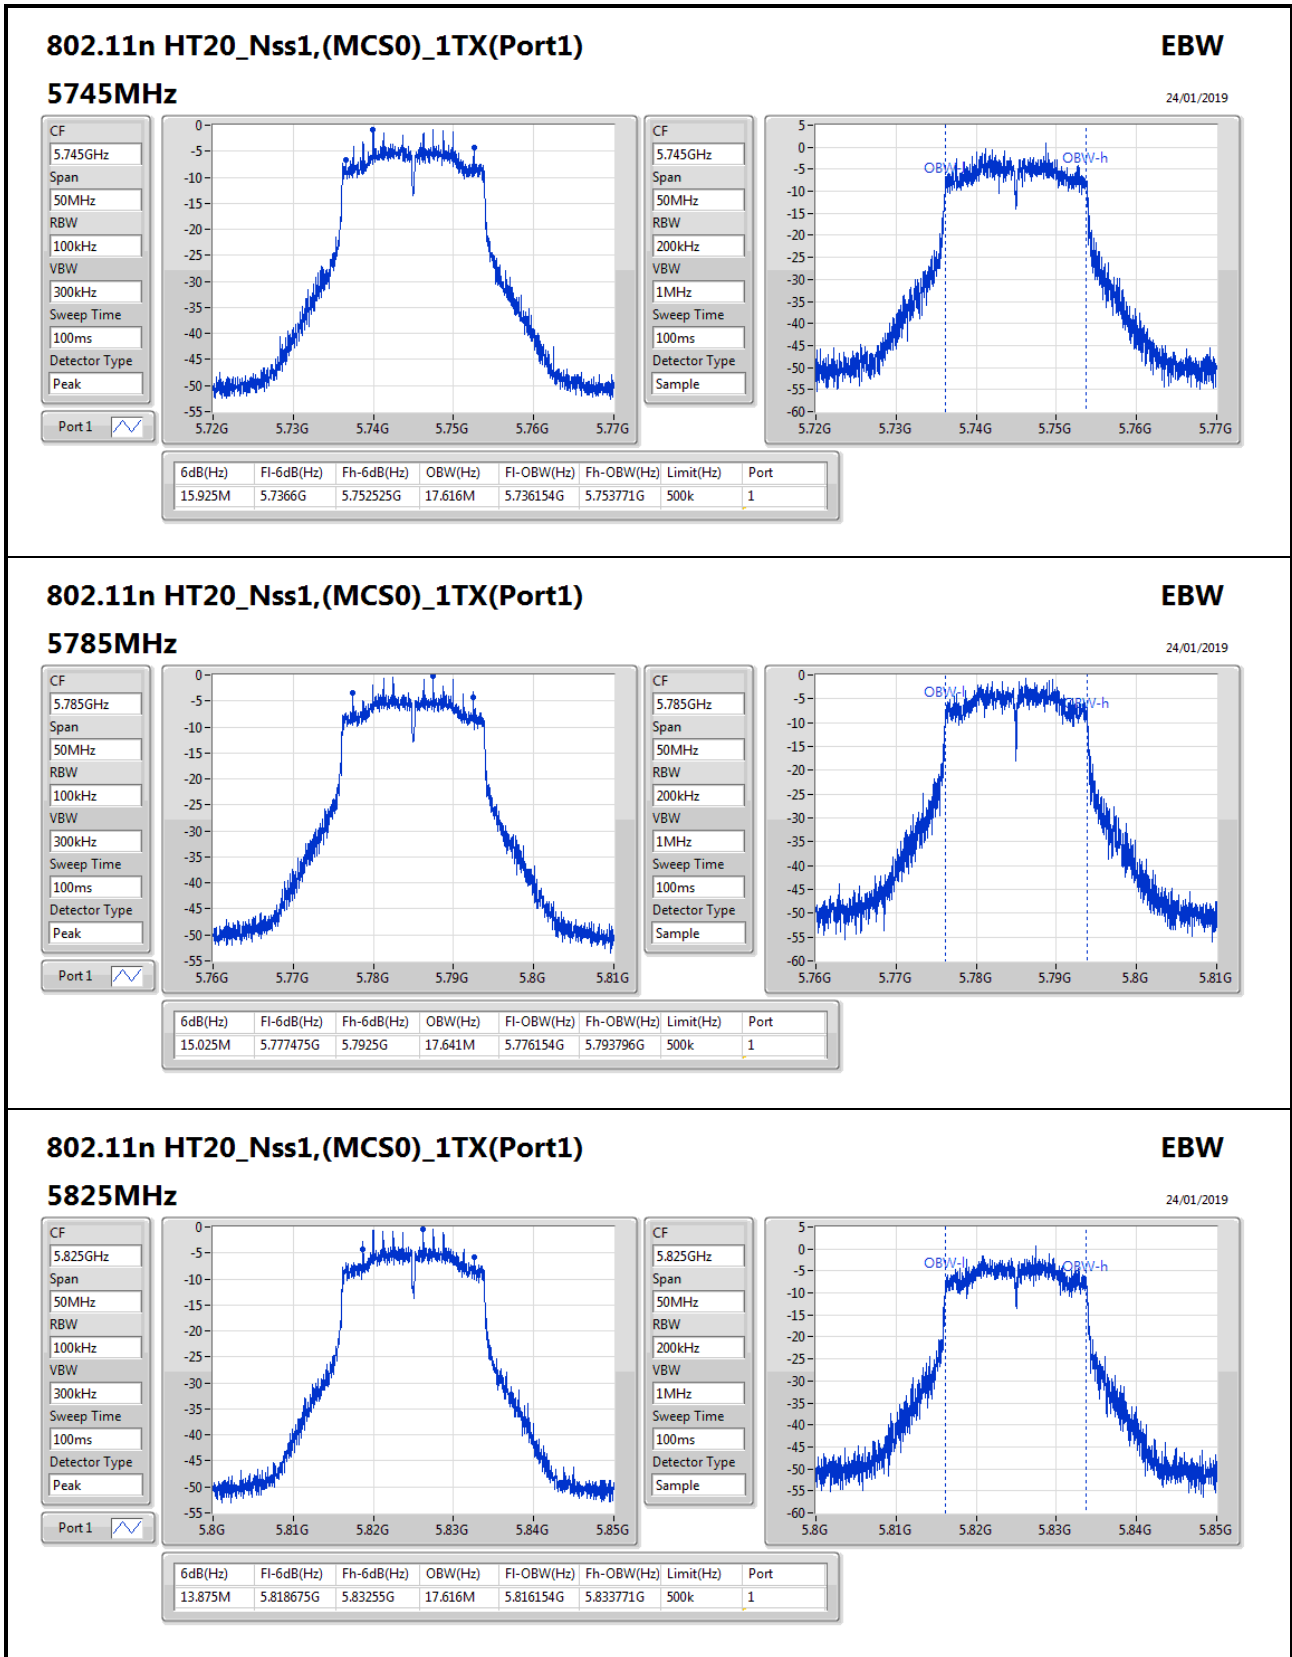 802.11n HT20_Nss1,(MCS0)_1TX(Port1) EBW
5745MHz 24/01/2019
CF
5.745GHz
Span
50MHz
RBW
100kHz
VBW
300kHz
Sweep Time
100ms
Detector Type
Peak
Port 1
0
-5
-10
-15
-20
-25
-30
-35
-40
-45
-50
-55
5.72G 5.73G 5.74G 5.75G 5.76G 5.77G
CF
5.745GHz
Span
50MHz
RBW
200kHz
VBW
1MHz
Sweep Time
100ms
Detector Type
Sample
5
0
-5
-10
-15
-20
-25
-30
-35
-40
-45
-50
-55
-60
OBW-h
5.72G 5.73G 5.74G 5.75G 5.76G 5.77G
6dB(Hz) Fl-6dB(Hz) Fh-6dB(Hz) OBW(Hz) Fl-OBW(Hz) Fh-OBW(Hz) Limit(Hz) Port
15.925M 5.7366G 5.752525G 17.616M 5.736154G 5.753771G 500k 1
802.11n HT20_Nss1,(MCS0)_1TX(Port1) EBW
5785MHz 24/01/2019
CF
5.785GHz
Span
50MHz
RBW
100kHz
VBW
300kHz
Sweep Time
100ms
Detector Type
Peak
Port 1
0
-5
-10
-15
-20
-25
-30
-35
-40
-45
-50
-55
5.76G 5.77G 5.78G 5.79G 5.8G 5.81G
CF
5.785GHz
Span
50MHz
RBW
200kHz
VBW
1MHz
Sweep Time
100ms
Detector Type
Sample
0
-5
-10
-15
-20
-25
-30
-35
-40
-45
-50
-55
-60
OBW-l
OBW-h
5.76G 5.77G 5.78G 5.79G 5.8G 5.81G
6dB(Hz) Fl-6dB(Hz) Fh-6dB(Hz) OBW(Hz) Fl-OBW(Hz) Fh-OBW(Hz) Limit(Hz) Port
15.025M 5.777475G 5.7925G 17.641M 5.776154G 5.793796G 500k 1
802.11n HT20_Nss1,(MCS0)_1TX(Port1) EBW
5825MHz 24/01/2019
CF
5.825GHz
Span
50MHz
RBW
100kHz
VBW
300kHz
Sweep Time
100ms
Detector Type
Peak
Port 1
0
-5
-10
-15
-20
-25
-30
-35
-40
-45
-50
-55
5.8G 5.81G 5.82G 5.83G 5.84G 5.85G
CF
5.825GHz
Span
50MHz
RBW
200kHz
VBW
1MHz
Sweep Time
100ms
Detector Type
Sample
5
0
-5
-10
-15
-20
-25
-30
-35
-40
-45
-50
-55
-60
OBW-l
OBW-h
5.8G 5.81G 5.82G 5.83G 5.84G 5.85G
6dB(Hz) Fl-6dB(Hz) Fh-6dB(Hz) OBW(Hz) Fl-OBW(Hz) Fh-OBW(Hz) Limit(Hz) Port
13.875M 5.818675G 5.83255G 17.616M 5.816154G 5.833771G 500k 1